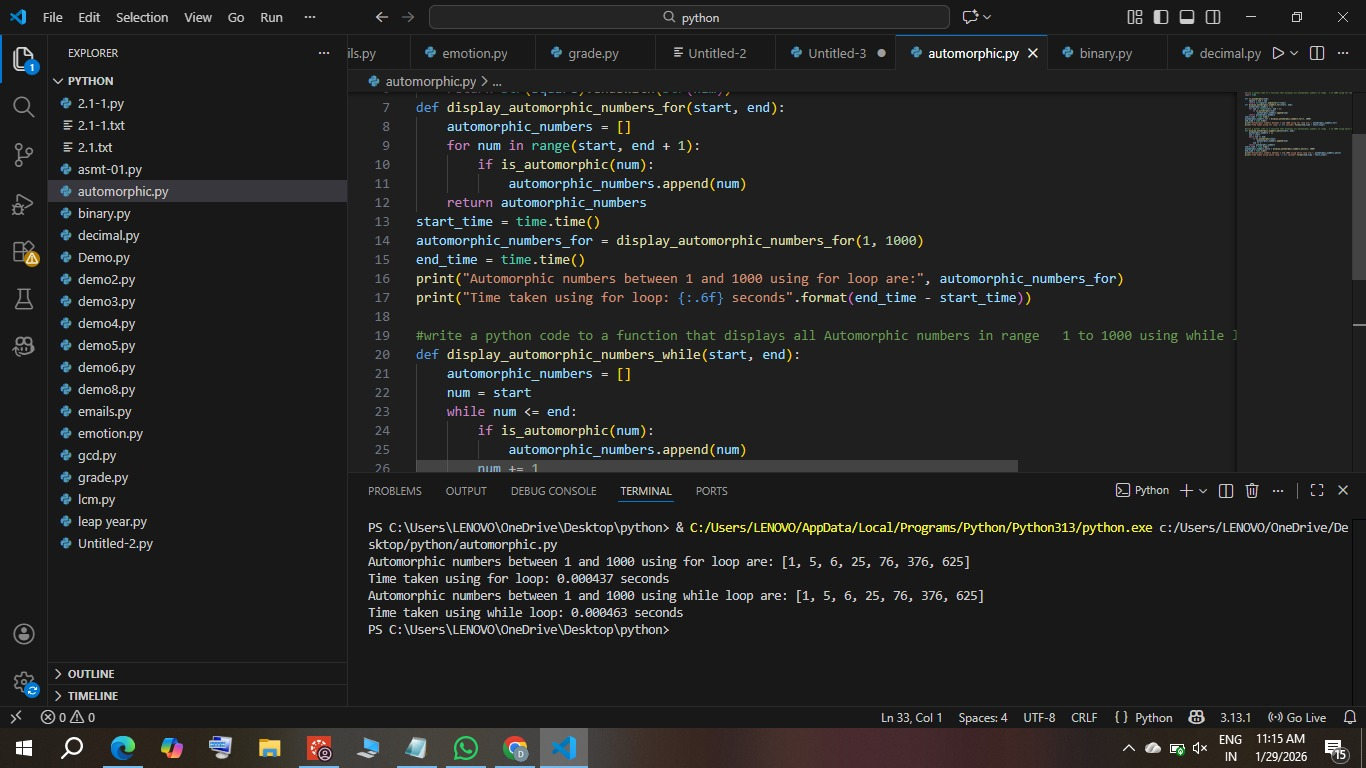 File Edit Selection View Go Run ··· python
EXPLORER ···
PYTHON
2.1-1.py
2.1-1.txt
2.1.txt
asmt-01.py
automorphic.py
binary.py
decimal.py
Demo.py
demo2.py
demo3.py
demo4.py
demo5.py
demo6.py
demo8.py
emails.py
emotion.py
gcd.py
grade.py
lcm.py
leap year.py
Untitled-2.py
OUTLINE
TIMELINE
1
ils.py emotion.py grade.py Untitled-2 Untitled-3 automorphic.py binary.py decimal.py ···
automorphic.py > ...
7 def display_automorphic_numbers_for(start, end):
8 automorphic_numbers = []
9 for num in range(start, end + 1):
10 if is_automorphic(num):
11 automorphic_numbers.append(num)
12 return automorphic_numbers
13 start_time = time.time()
14 automorphic_numbers_for = display_automorphic_numbers_for(1, 1000)
15 end_time = time.time()
16 print("Automorphic numbers between 1 and 1000 using for loop are:", automorphic_numbers_for)
17 print("Time taken using for loop: {:.6f} seconds".format(end_time - start_time))
18
19 #write a python code to a function that displays all Automorphic numbers in range   1 to 1000 using while l
20 def display_automorphic_numbers_while(start, end):
21 automorphic_numbers = []
22 num = start
23 while num <= end:
24 if is_automorphic(num):
25 automorphic_numbers.append(num)
26 num += 1
PROBLEMS OUTPUT DEBUG CONSOLE TERMINAL PORTS Python ···
PS C:\Users\LENOVO\OneDrive\Desktop\python> & C:/Users/LENOVO/AppData/Local/Programs/Python/Python313/python.exe c:/Users/LENOVO/OneDrive/De
sktop/python/automorphic.py
Automorphic numbers between 1 and 1000 using for loop are: [1, 5, 6, 25, 76, 376, 625]
Time taken using for loop: 0.000437 seconds
Automorphic numbers between 1 and 1000 using while loop are: [1, 5, 6, 25, 76, 376, 625]
Time taken using while loop: 0.000463 seconds
PS C:\Users\LENOVO\OneDrive\Desktop\python>
0 0 Ln 33, Col 1 Spaces: 4 UTF-8 CRLF {} Python 3.13.1 Go Live
D ENG 11:15 AM
IN 1/29/2026 15